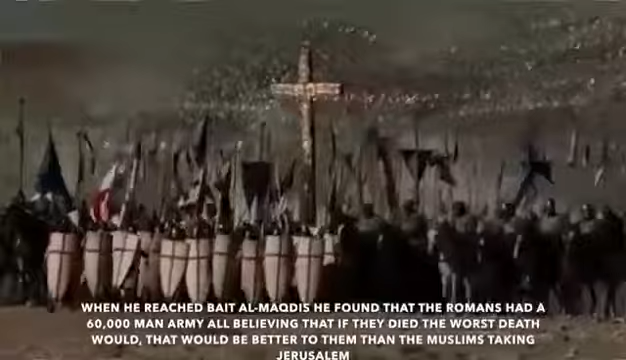 WHEN HE REACHED BAIT AL-MAQDIS HE FOUND THAT THE ROMANS HAD A
60,000 MAN ARMY ALL BELIEVING THAT IF THEY DIED THE WORST DEATH
WOULD, THAT WOULD BE BETTER TO THEM THAN THE MUSLIMS TAKING
JERUSALEM